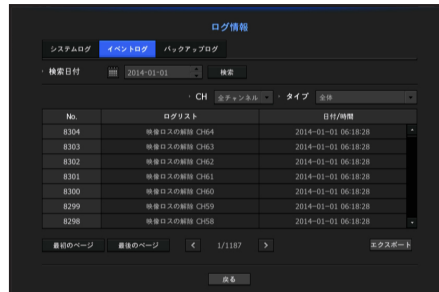 ログ情報
システムログ イベントログ バックアップログ
・検索日付 2014-01-01 検索
・CH 全チャンネル ・タイプ 全体
No. ログリスト 日付/時間
8304 映像ロスの解除 CH64 2014-01-01 06:18:28
8303 映像ロスの解除 CH63 2014-01-01 06:18:28
8302 映像ロスの解除 CH62 2014-01-01 06:18:28
8301 映像ロスの解除 CH61 2014-01-01 06:18:28
8300 映像ロスの解除 CH60 2014-01-01 06:18:28
8299 映像ロスの解除 CH59 2014-01-01 06:18:28
8298 映像ロスの解除 CH58 2014-01-01 06:18:28
最初のページ 最後のページ < 1/1187 > エクスポート
戻る